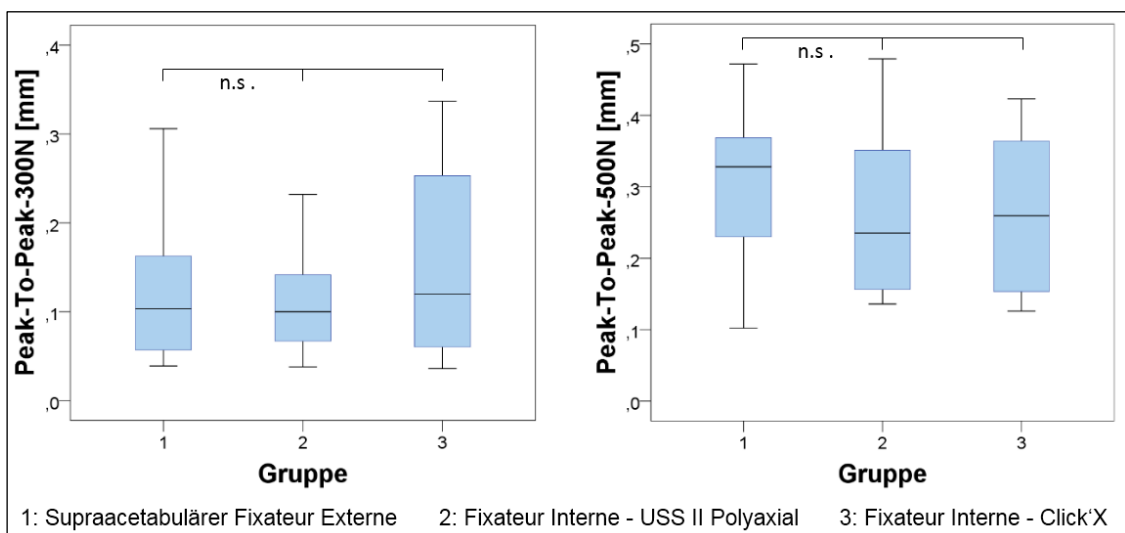 Peak-To-Peak-300N [mm]
,4
,3
,2
,1
,0
n.s .
1 2 3
Gruppe
Peak-To-Peak-500N [mm]
,5
,4
,3
,2
,1
,0
n.s .
1 2 3
Gruppe
1: Supraacetabulärer Fixateur Externe 2: Fixateur Interne - USS II Polyaxial 3: Fixateur Interne - Click'X